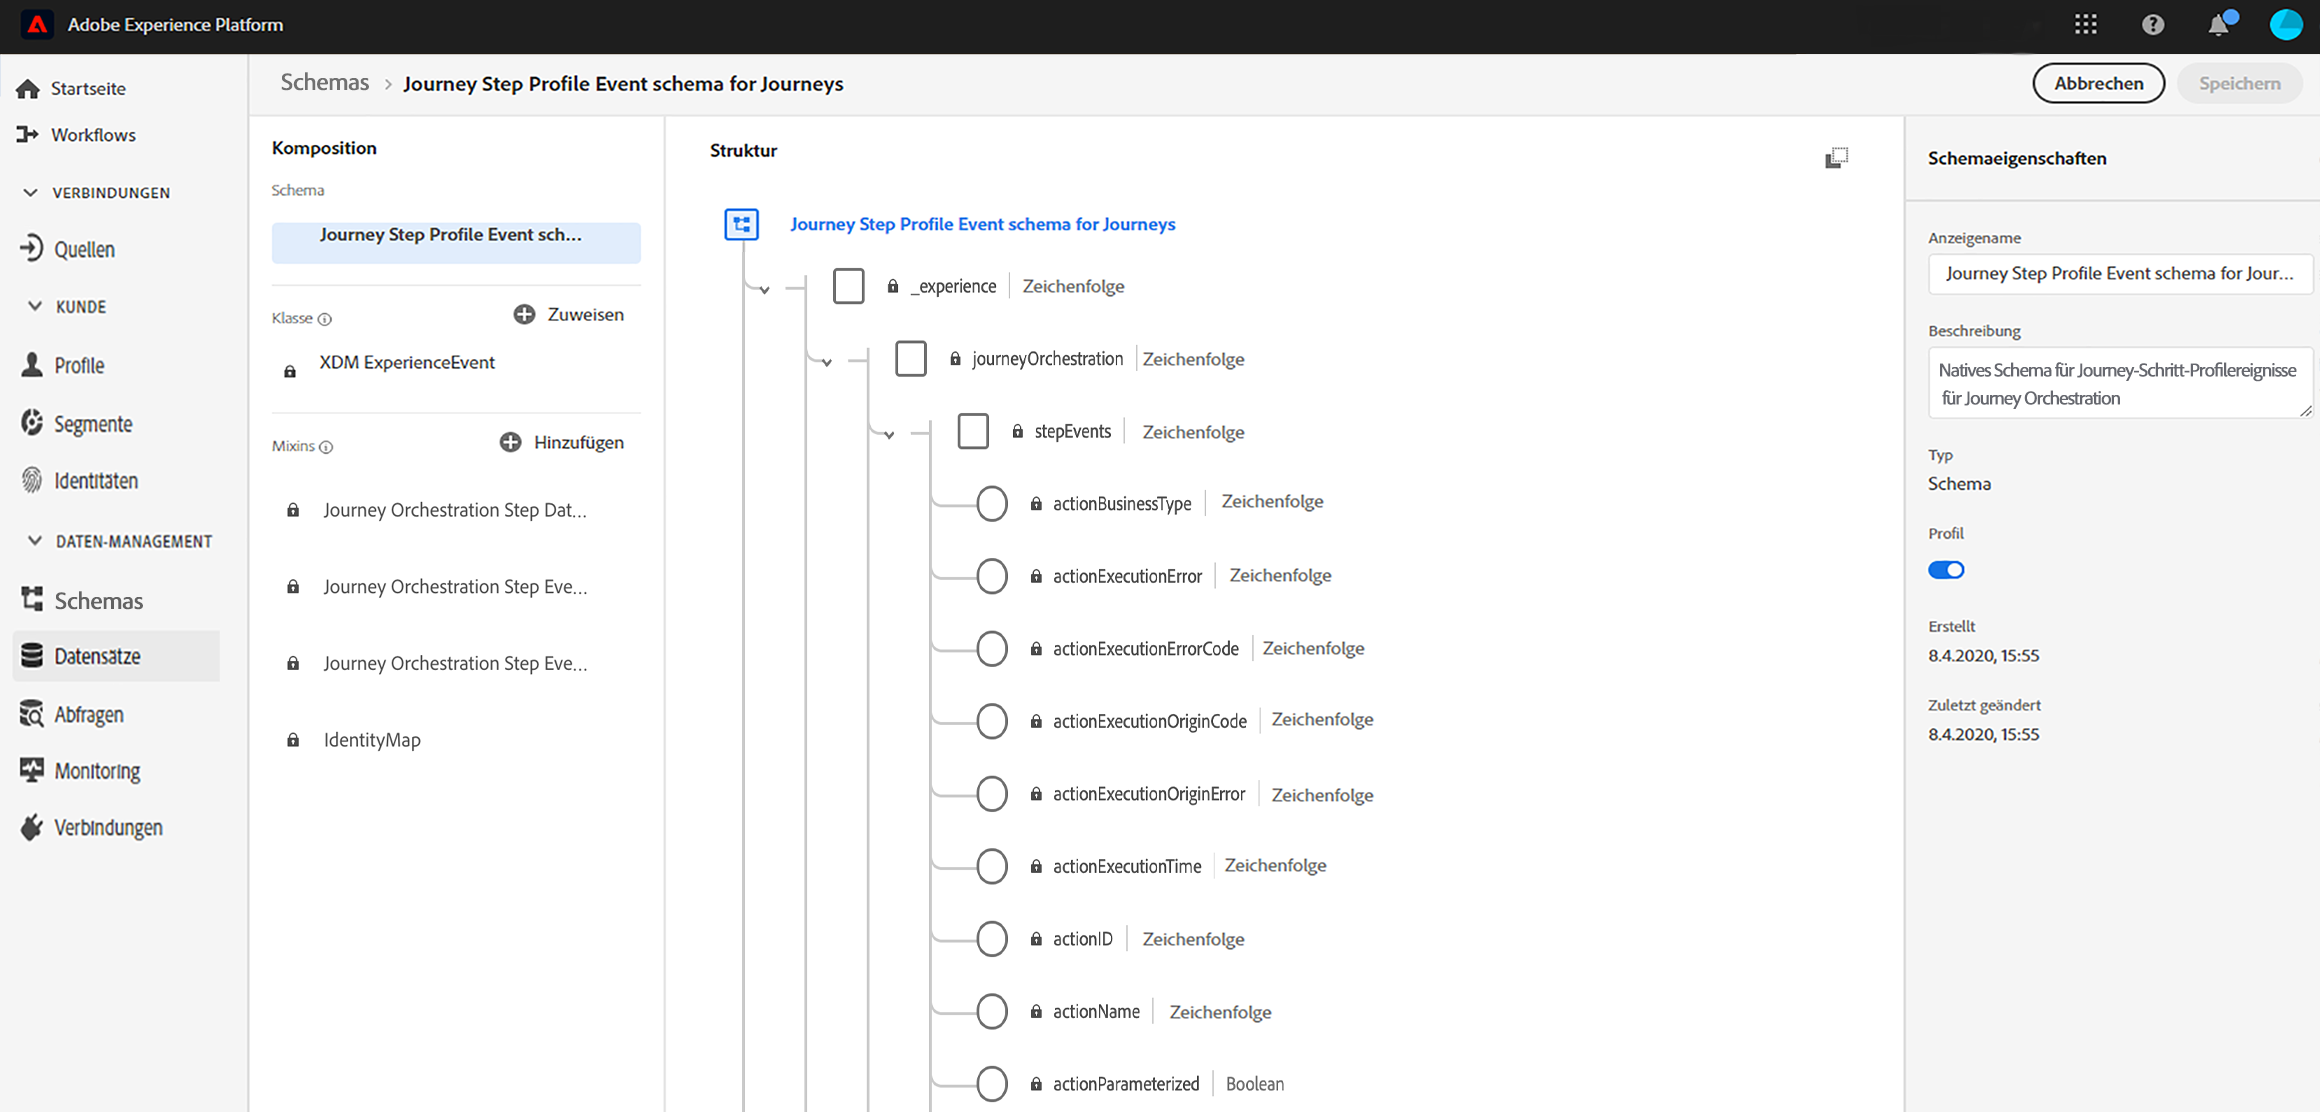 Adobe Experience Platform
Startseite
Workflows
VERBINDUNGEN
Quellen
KUNDE
Profile
Segmente
Identitäten
DATEN-MANAGEMENT
Schemas
Datensätze
Abfragen
Monitoring
Verbindungen
Schemas > Journey Step Profile Event schema for Journeys
Abbrechen
Speichern
Komposition
Schema
Journey Step Profile Event sch...
Klasse
Zuweisen
XDM ExperienceEvent
Mixins
Hinzufügen
Journey Orchestration Step Dat...
Journey Orchestration Step Eve...
Journey Orchestration Step Eve...
IdentityMap
Struktur
Journey Step Profile Event schema for Journeys
_experience | Zeichenfolge
journeyOrchestration | Zeichenfolge
stepEvents | Zeichenfolge
actionBusinessType | Zeichenfolge
actionExecutionError | Zeichenfolge
actionExecutionErrorCode | Zeichenfolge
actionExecutionOriginCode | Zeichenfolge
actionExecutionOriginError | Zeichenfolge
actionExecutionTime | Zeichenfolge
actionID | Zeichenfolge
actionName | Zeichenfolge
actionParameterized | Boolean
Schemaeigenschaften
Anzeigename
Journey Step Profile Event schema for Jour...
Beschreibung
Natives Schema für Journey-Schritt-Profilereignisse
für Journey Orchestration
Typ
Schema
Profil
Erstellt
8.4.2020, 15:55
Zuletzt geändert
8.4.2020, 15:55